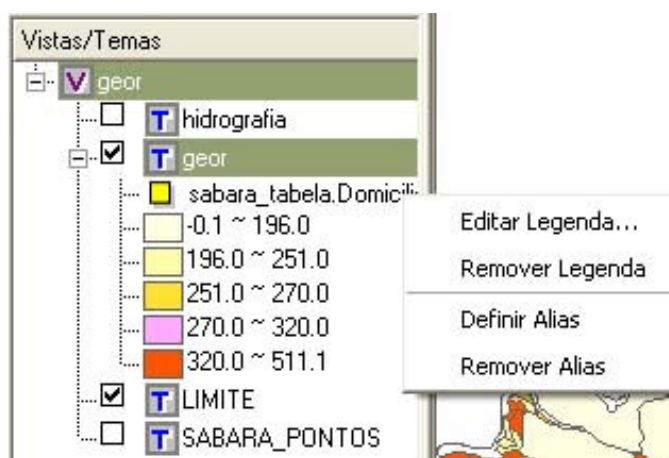 Vistas/Temas
V geor
T hidrografia
T geor
sabara_tabela.Domicili
-0.1 ~ 196.0
196.0 ~ 251.0
251.0 ~ 270.0
270.0 ~ 320.0
320.0 ~ 511.1
T LIMITE
T SABARA_PONTOS
Editar Legenda...
Remover Legenda
Definir Alias
Remover Alias